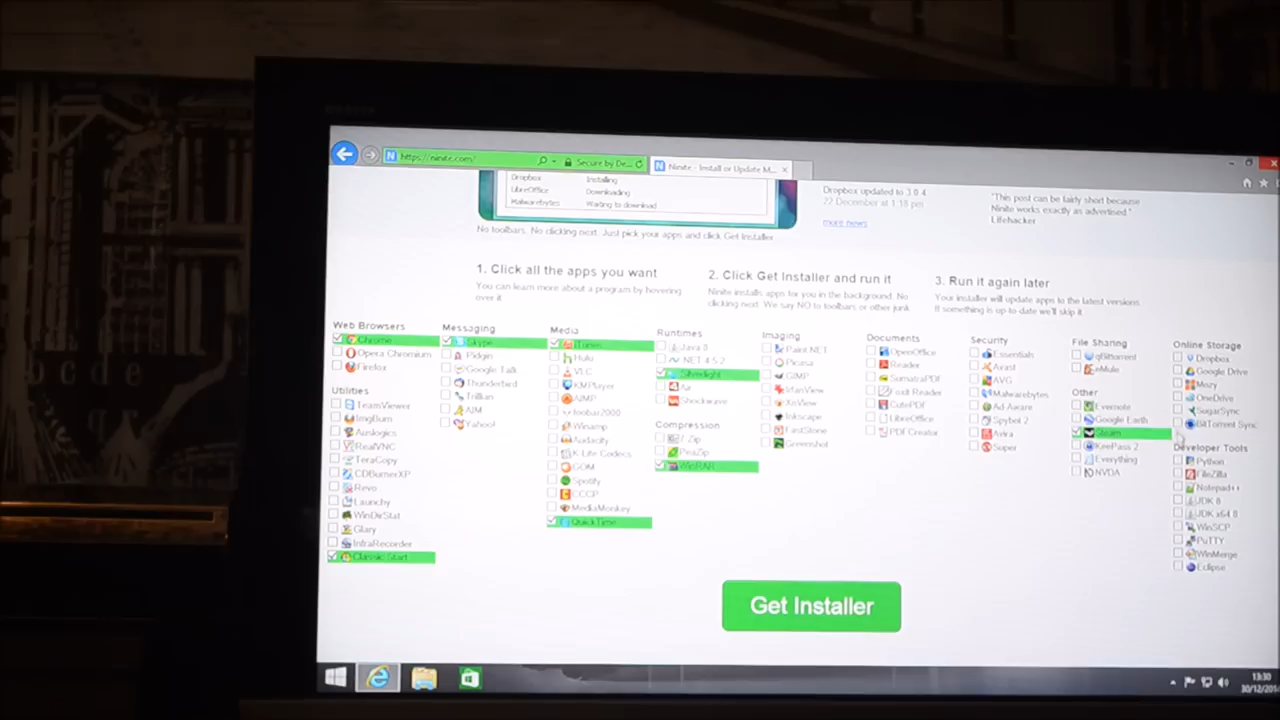 https://ninite.com/
Secure by De...
Ninite - Install or Update M...
Dropbox Installing
LibreOffice Downloading
Malwarebytes Waiting to download
No toolbars. No clicking next. Just pick your apps and click Get Installer
Dropbox updated to 3.0.4
22 December at 1:18 pm
more news
"This post can be fairly short because
Ninite works exactly as advertised."
Lifehacker
1. Click all the apps you want
You can learn more about a program by hovering
over it.
2. Click Get Installer and run it
Ninite installs apps for you in the background. No
clicking next. We say NO to toolbars or other junk.
3. Run it again later
Your installer will update apps to the latest versions.
If something is up-to-date we'll skip it.
Web Browsers
Chrome
Opera Chromium
Firefox
Utilities
TeamViewer
ImgBurn
Auslogics
RealVNC
TeraCopy
CDBurnerXP
Revo
Launchy
WinDirStat
Glary
InfraRecorder
Classic Start
Messaging
Skype
Pidgin
Google Talk
Thunderbird
Trillian
AIM
Yahoo!
Media
iTunes
Hulu
VLC
KMPlayer
AIMP
foobar2000
Winamp
Audacity
K-Lite Codecs
GOM
Spotify
CCCP
MediaMonkey
QuickTime
Runtimes
Java 8
.NET 4.5.2
Silverlight
Air
Shockwave
Compression
7-Zip
PeaZip
WinRAR
Imaging
Paint.NET
Picasa
GIMP
IrfanView
XnView
Inkscape
FastStone
Greenshot
Documents
OpenOffice
Reader
SumatraPDF
Foxit Reader
CutePDF
LibreOffice
PDFCreator
Security
Essentials
Avast
AVG
Malwarebytes
Ad-Aware
Spybot 2
Avira
Super
File Sharing
qBittorrent
eMule
Other
Evernote
Google Earth
Steam
KeePass 2
Everything
NVDA
Online Storage
Dropbox
Google Drive
Mozy
OneDrive
SugarSync
BitTorrent Sync
Developer Tools
Python
FileZilla
Notepad++
JDK 8
JDK x64 8
WinSCP
PuTTY
WinMerge
Eclipse
Get Installer
13:30